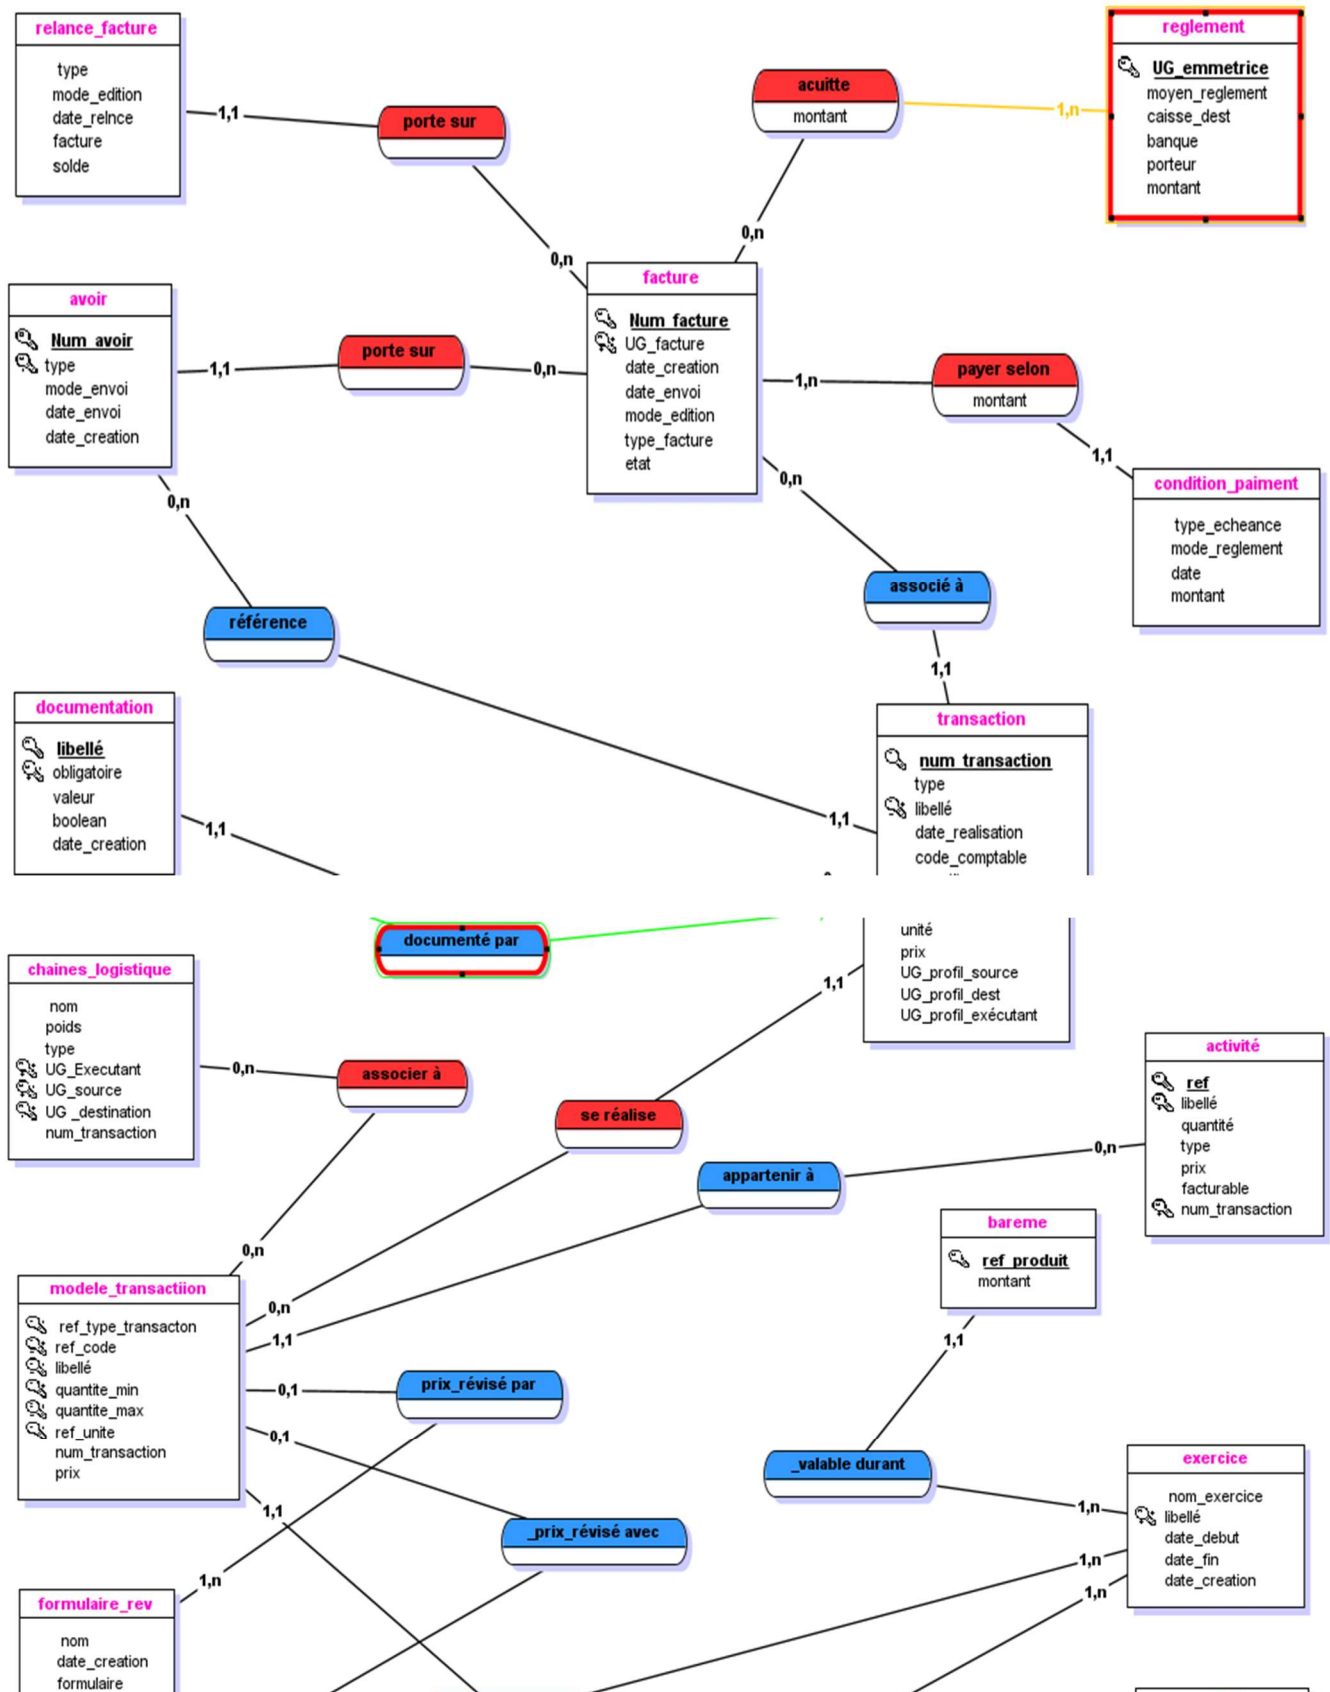 relance_facture
type
mode_edition
date_relnce
facture
solde
1,1
porte sur
0,n
acuitte
montant
1,n
0,n
reglement
UG_emmetrice
moyen_reglement
caisse_dest
banque
porteur
montant
avoir
Num_avoir
type
mode_envoi
date_envoi
date_creation
1,1
porte sur
0,n
facture
Num_facture
UG_facture
date_creation
date_envoi
mode_edition
type_facture
etat
1,n
payer selon
montant
1,1
condition_paiment
type_echeance
mode_reglement
date
montant
0,n
associé à
1,1
0,n
référence
1,1
documentation
libellé
obligatoire
valeur
boolean
date_creation
1,1
transaction
num_transaction
type
libellé
date_realisation
code_comptable
documenté par
unité
prix
UG_profil_source
UG_profil_dest
UG_profil_exécutant
1,1
chaines_logistique
nom
poids
type
UG_Executant
UG_source
UG _destination
num_transaction
0,n
associer à
0,n
se réalise
0,n
appartenir à
0,n
1,1
activité
ref
libellé
quantité
type
prix
facturable
num_transaction
bareme
ref_produit
montant
1,1
modele_transactiion
ref_type_transacton
ref_code
libellé
quantite_min
quantite_max
ref_unite
num_transaction
prix
0,1
prix_révisé par
1,n
0,1
_prix_révisé avec
1,1
_valable durant
1,n
exercice
nom_exercice
libellé
date_debut
date_fin
date_creation
1,n
1,n
formulaire_rev
nom
date_creation
formulaire